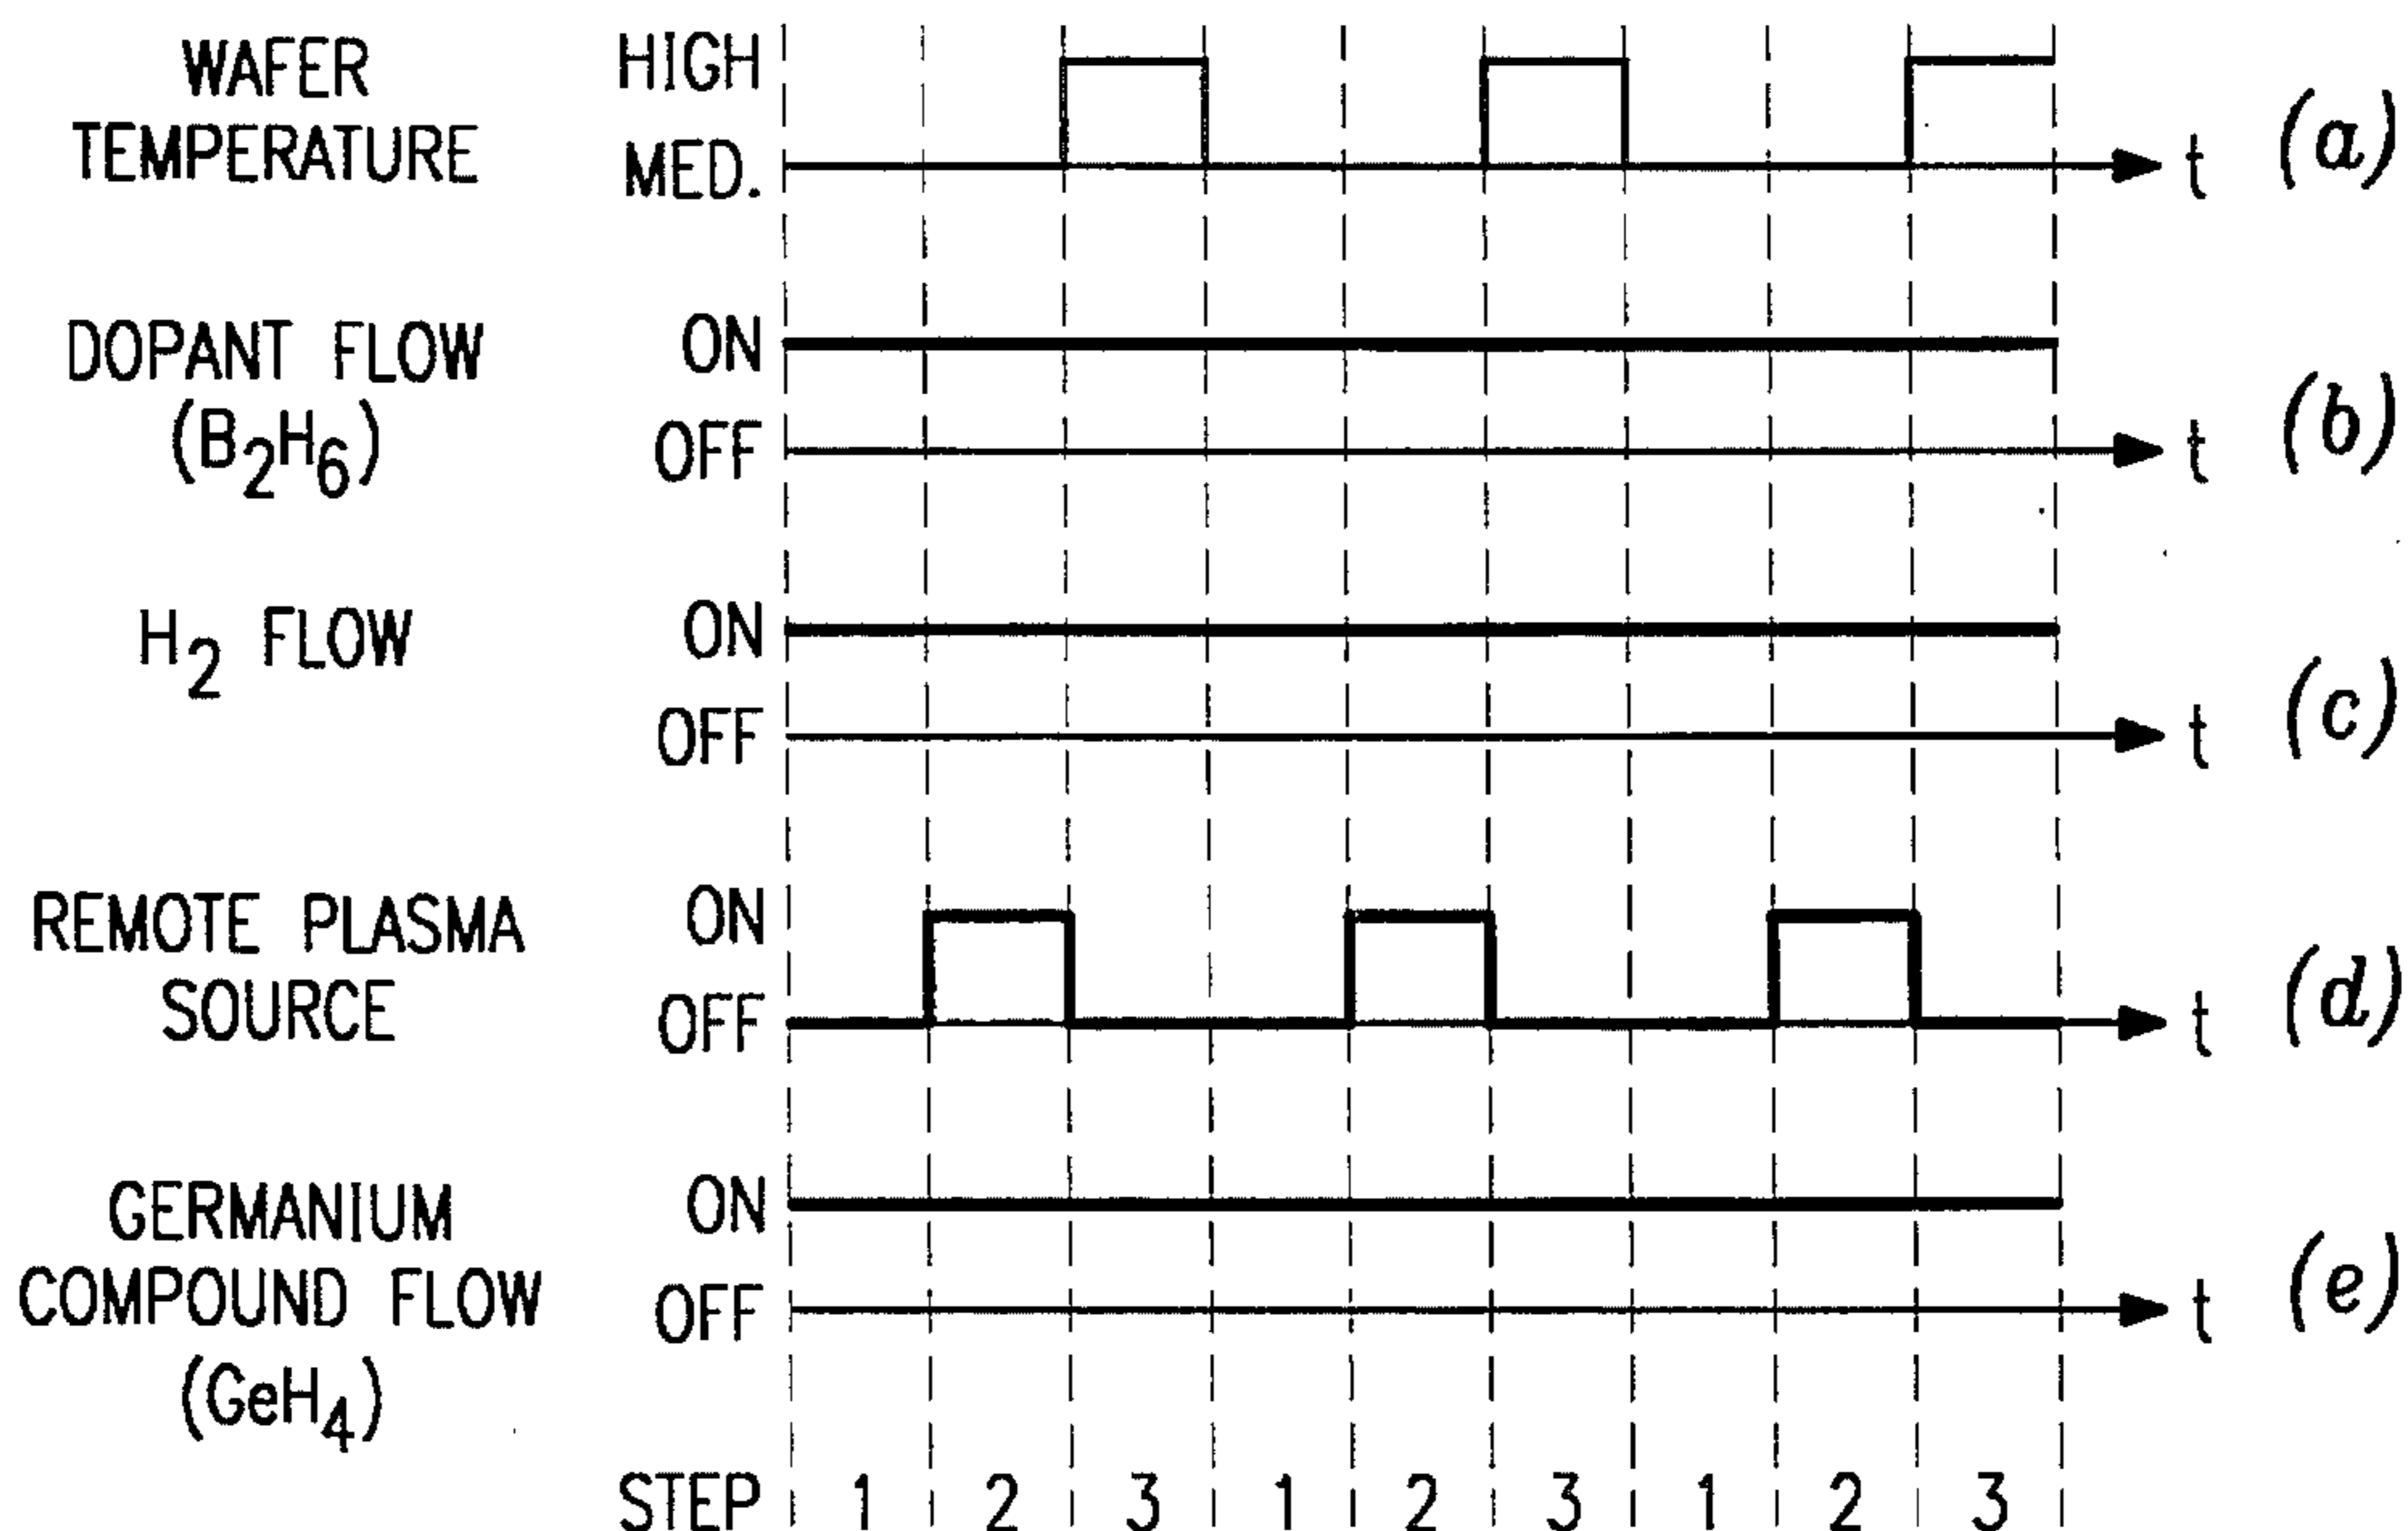 WAFER
TEMPERATURE
HIGH
MED.
t
(a)
DOPANT FLOW
(B2H6)
ON
OFF
t
(b)
H2 FLOW
ON
OFF
t
(c)
REMOTE PLASMA
SOURCE
ON
OFF
t
(d)
GERMANIUM
COMPOUND FLOW
(GeH4)
ON
OFF
t
(e)
STEP 1 2 3 1 2 3 1 2 3